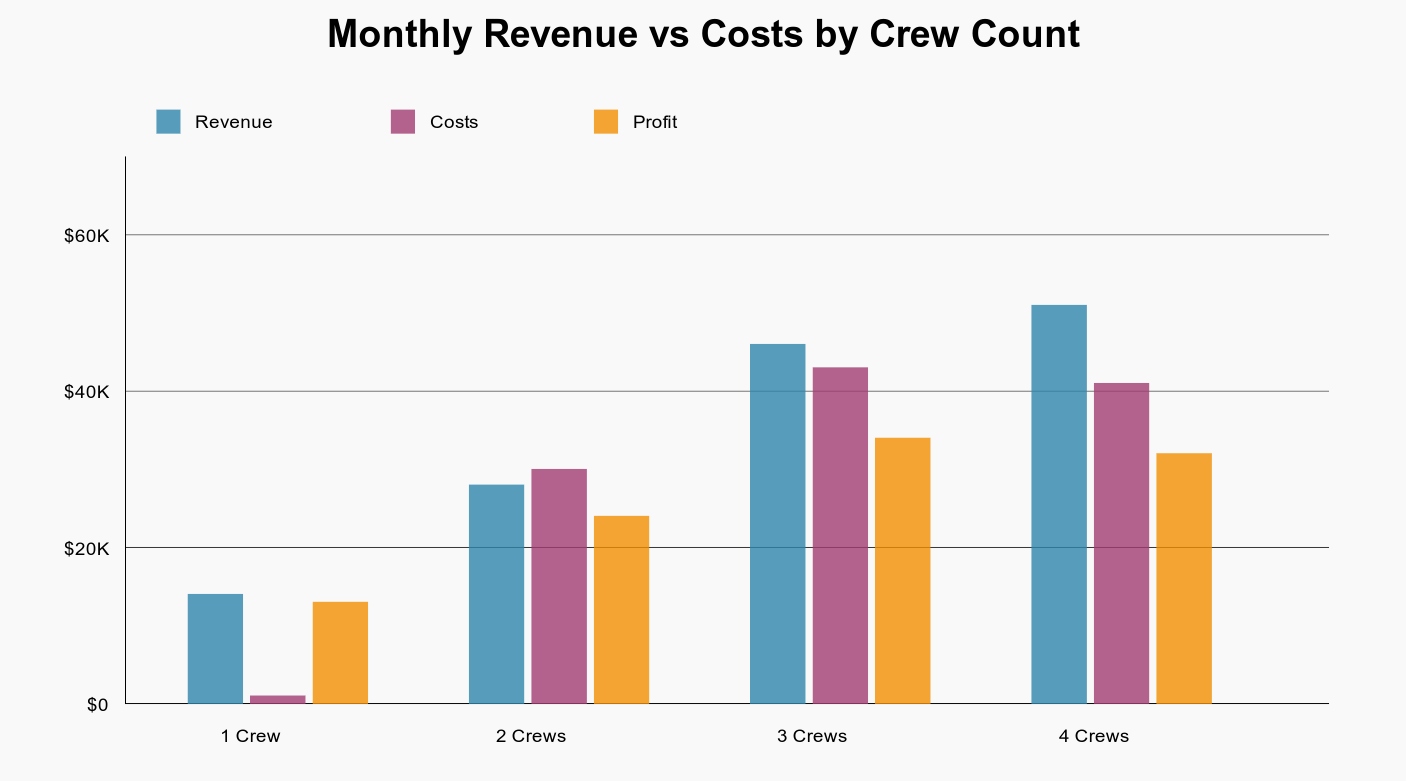 Monthly Revenue vs Costs by Crew Count
Revenue Costs Profit
$60K
$40K
$20K
$0
1 Crew 2 Crews 3 Crews 4 Crews